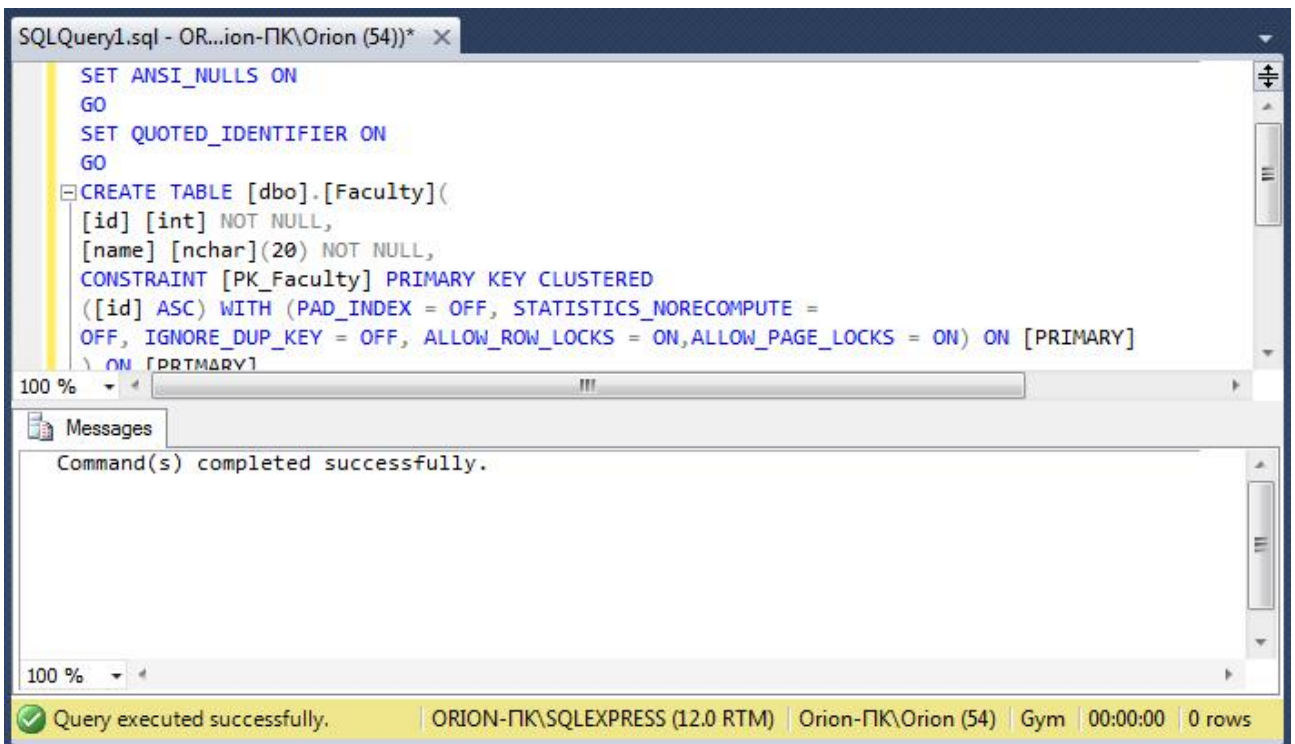 SQLQuery1.sql - OR...ion-ПК\Orion (54))*
SET ANSI_NULLS ON
GO
SET QUOTED_IDENTIFIER ON
GO
CREATE TABLE [dbo].[Faculty](
[id] [int] NOT NULL,
[name] [nchar](20) NOT NULL,
CONSTRAINT [PK_Faculty] PRIMARY KEY CLUSTERED
([id] ASC) WITH (PAD_INDEX = OFF, STATISTICS_NORECOMPUTE =
OFF, IGNORE_DUP_KEY = OFF, ALLOW_ROW_LOCKS = ON,ALLOW_PAGE_LOCKS = ON) ON [PRIMARY]
) ON [PRIMARY]
100 %
Messages
Command(s) completed successfully.
100 %
Query executed successfully. ORION-ПК\SQLEXPRESS (12.0 RTM) Orion-ПК\Orion (54) Gym 00:00:00 0 rows